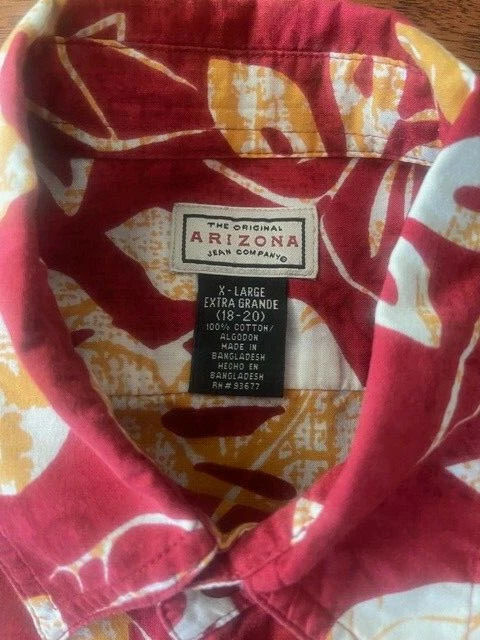 THE ORIGINAL
ARIZONA
JEAN COMPANY®
X-LARGE
EXTRA GRANDE
(18-20)
100% COTTON/
ALGODON
MADE IN
BANGLADESH
HECHO EN
BANGLADESH
RN# 93677